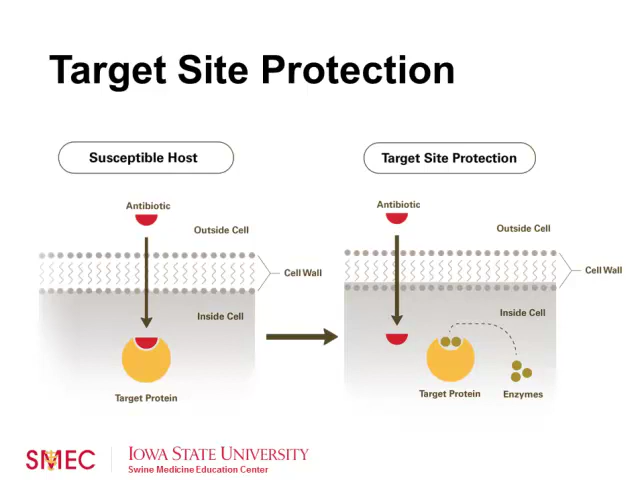 Target Site Protection
Susceptible Host
Antibiotic
Outside Cell
Cell Wall
Inside Cell
Target Protein
Target Site Protection
Antibiotic
Outside Cell
Cell Wall
Inside Cell
Target Protein
Enzymes
SMEC
IOWA STATE UNIVERSITY
Swine Medicine Education Center